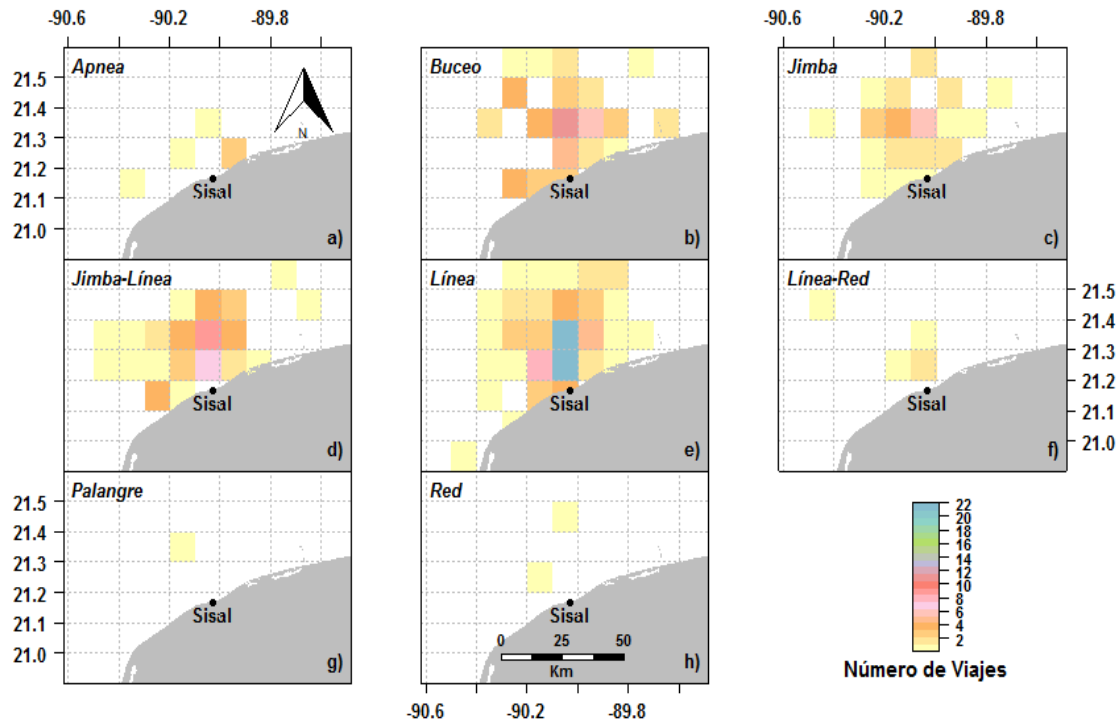 -90.6 -90.2 -89.8
-90.6 -90.2 -89.8
21.5
21.4
21.3
21.2
21.1
21.0
Apnea
N
Sisal
a)
Buceo
Sisal
b)
Jimba
Sisal
c)
Jimba-Línea
Sisal
d)
Línea
Sisal
e)
Línea-Red
Sisal
f)
21.5
21.4
21.3
21.2
21.1
21.0
21.5
21.4
21.3
21.2
21.1
21.0
Palangre
Sisal
g)
Red
Sisal
0 25 50
Km
h)
22
20
18
16
14
12
10
8
6
4
2
Número de Viajes
-90.6 -90.2 -89.8